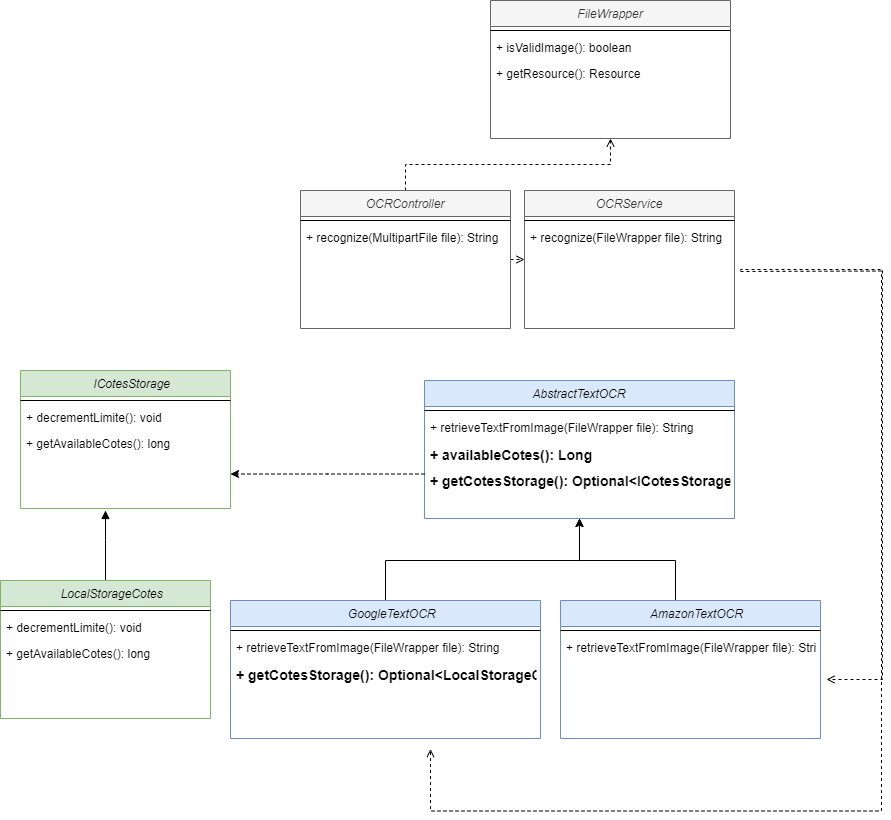 FileWrapper
+ isValidImage(): boolean
+ getResource(): Resource
OCRController
+ recognize(MultipartFile file): String
OCRService
+ recognize(FileWrapper file): String
ICotesStorage
+ decrementLimite(): void
+ getAvailableCotes(): long
AbstractTextOCR
+ retrieveTextFromImage(FileWrapper file): String
+ availableCotes(): Long
+ getCotesStorage(): Optional<ICotesStorage
LocalStorageCotes
+ decrementLimite(): void
+ getAvailableCotes(): long
GoogleTextOCR
+ retrieveTextFromImage(FileWrapper file): String
+ getCotesStorage(): Optional<LocalStorageC
AmazonTextOCR
+ retrieveTextFromImage(FileWrapper file): Stri